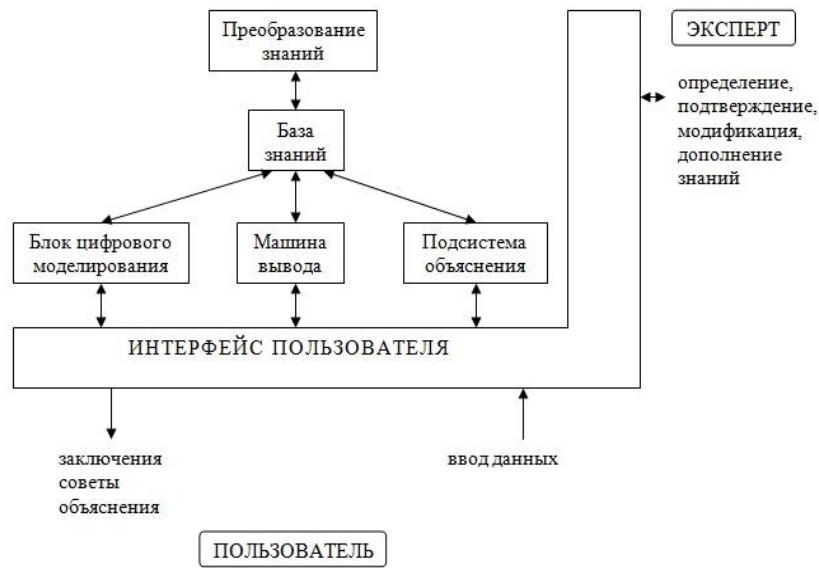 Преобразование
знаний
ЭКСПЕРТ
определение,
подтверждение,
модификация,
дополнение
знаний
База
знаний
Блок цифрового
моделирования
Машина
вывода
Подсистема
объяснения
ИНТЕРФЕЙС ПОЛЬЗОВАТЕЛЯ
заключения
советы
объяснения
ввод данных
ПОЛЬЗОВАТЕЛЬ